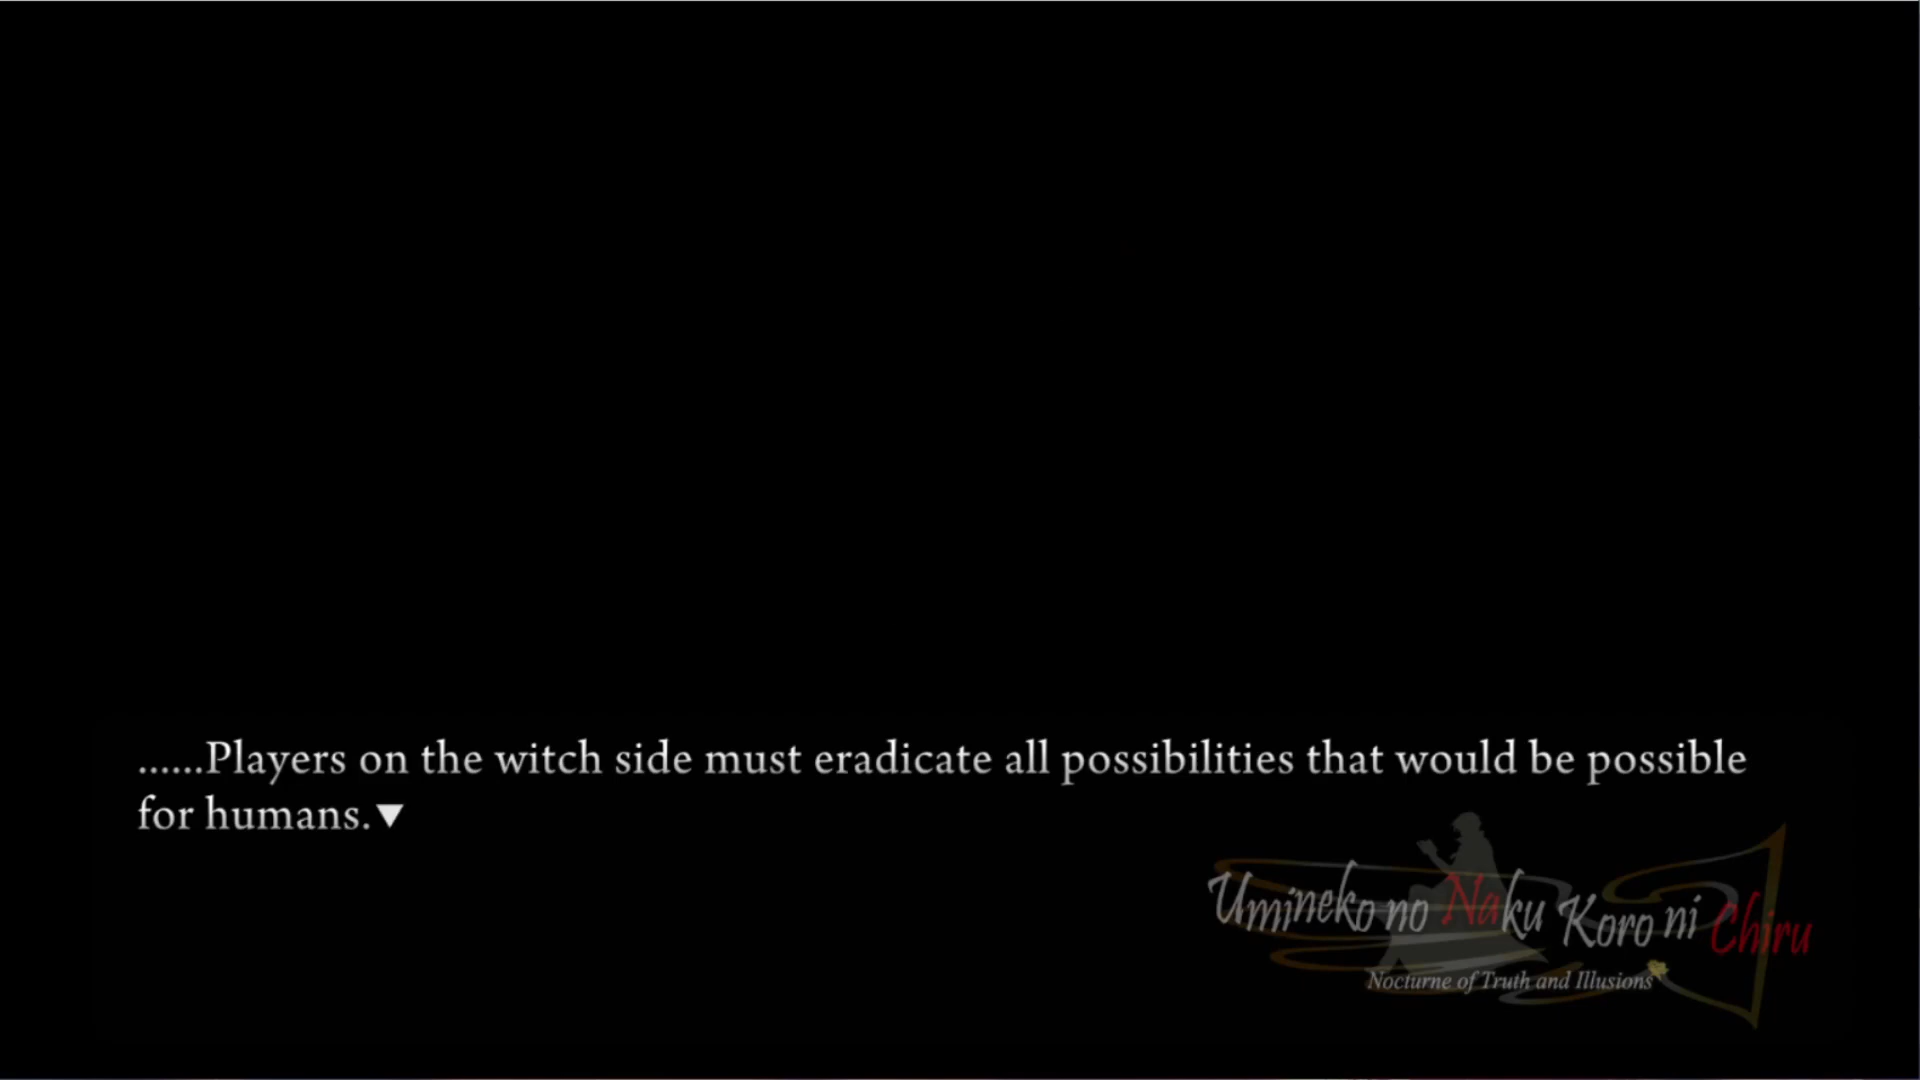 ......Players on the witch side must eradicate all possibilities that would be possible
for humans.▼
Umineko no Naku Koro ni Chiru
Nocturne of Truth and Illusions